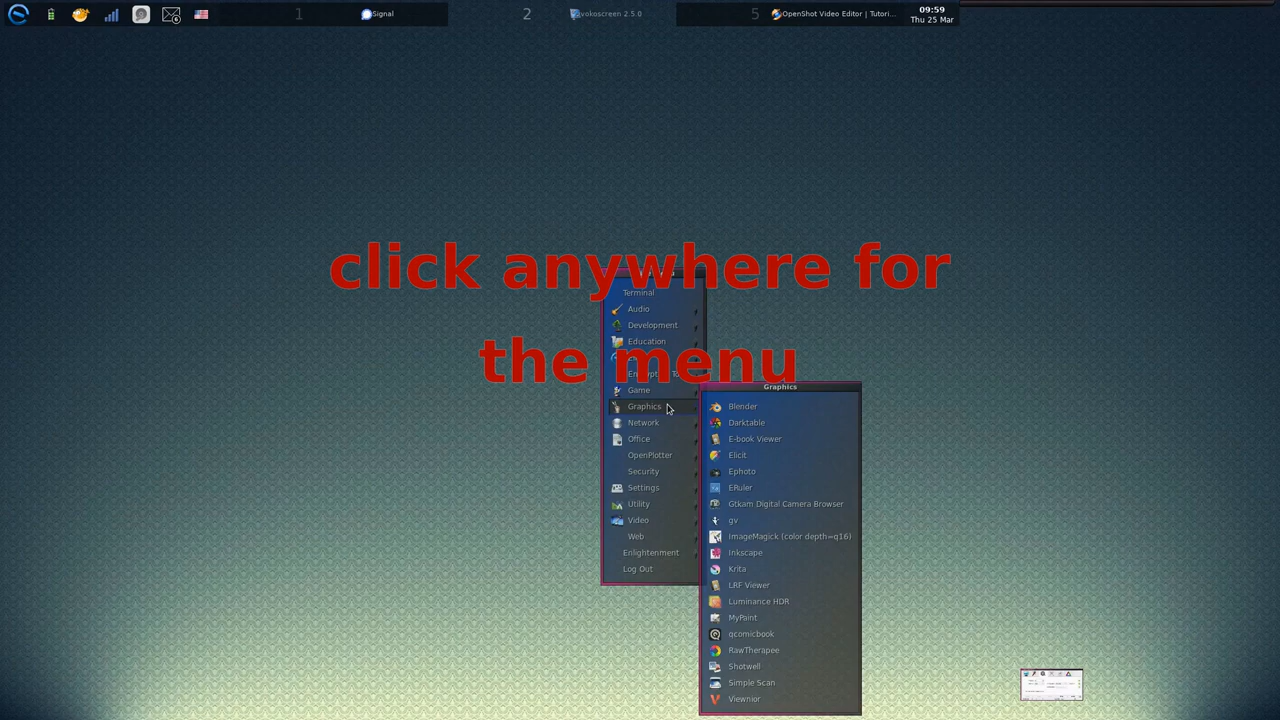 1
Signal
2
vokoscreen 2.5.0
5
OpenShot Video Editor | Tutori...
09:59
Thu 25 Mar
6
click anywhere for
the menu
Terminal
Audio
Development
Education
Game
Graphics
Network
Office
OpenPlotter
Security
Settings
Utility
Video
Web
Enlightenment
Log Out
Graphics
Blender
Darktable
E-book Viewer
Elicit
Ephoto
ERuler
Gtkam Digital Camera Browser
gv
ImageMagick (color depth=q16)
Inkscape
Krita
LRF Viewer
Luminance HDR
MyPaint
qcomicbook
RawTherapee
Shotwell
Simple Scan
Viewnior